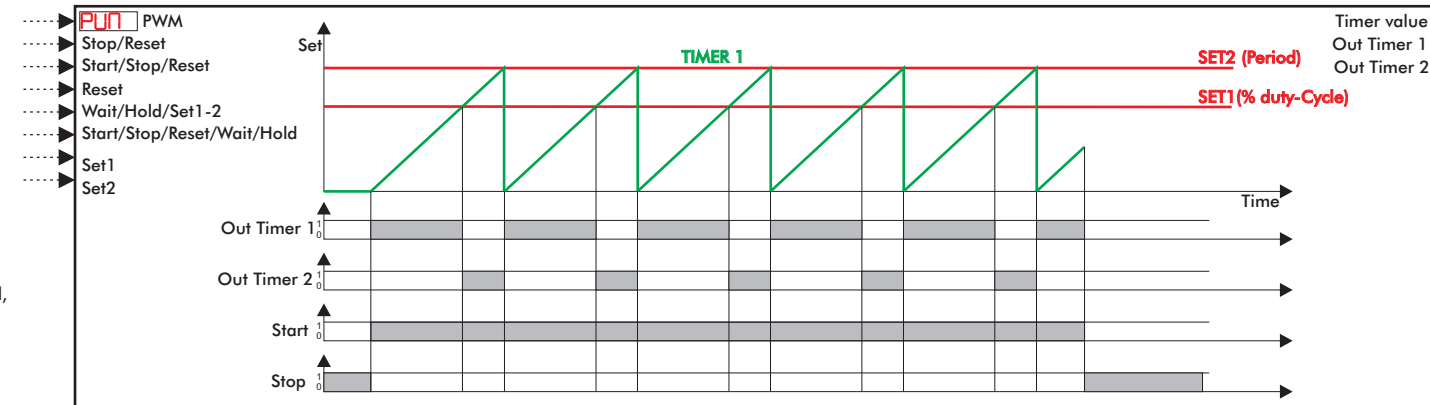 PUN PWM
Stop/Reset
Start/Stop/Reset
Reset
Wait/Hold/Set1-2
Start/Stop/Reset/Wait/Hold
Set1
Set2
Set
TIMER 1
SET2 (Period)
SET1(% duty-Cycle)
Time
Timer value
Out Timer 1
Out Timer 2
Out Timer 1 1 0
Out Timer 2 1 0
Start 1 0
Stop 1 0